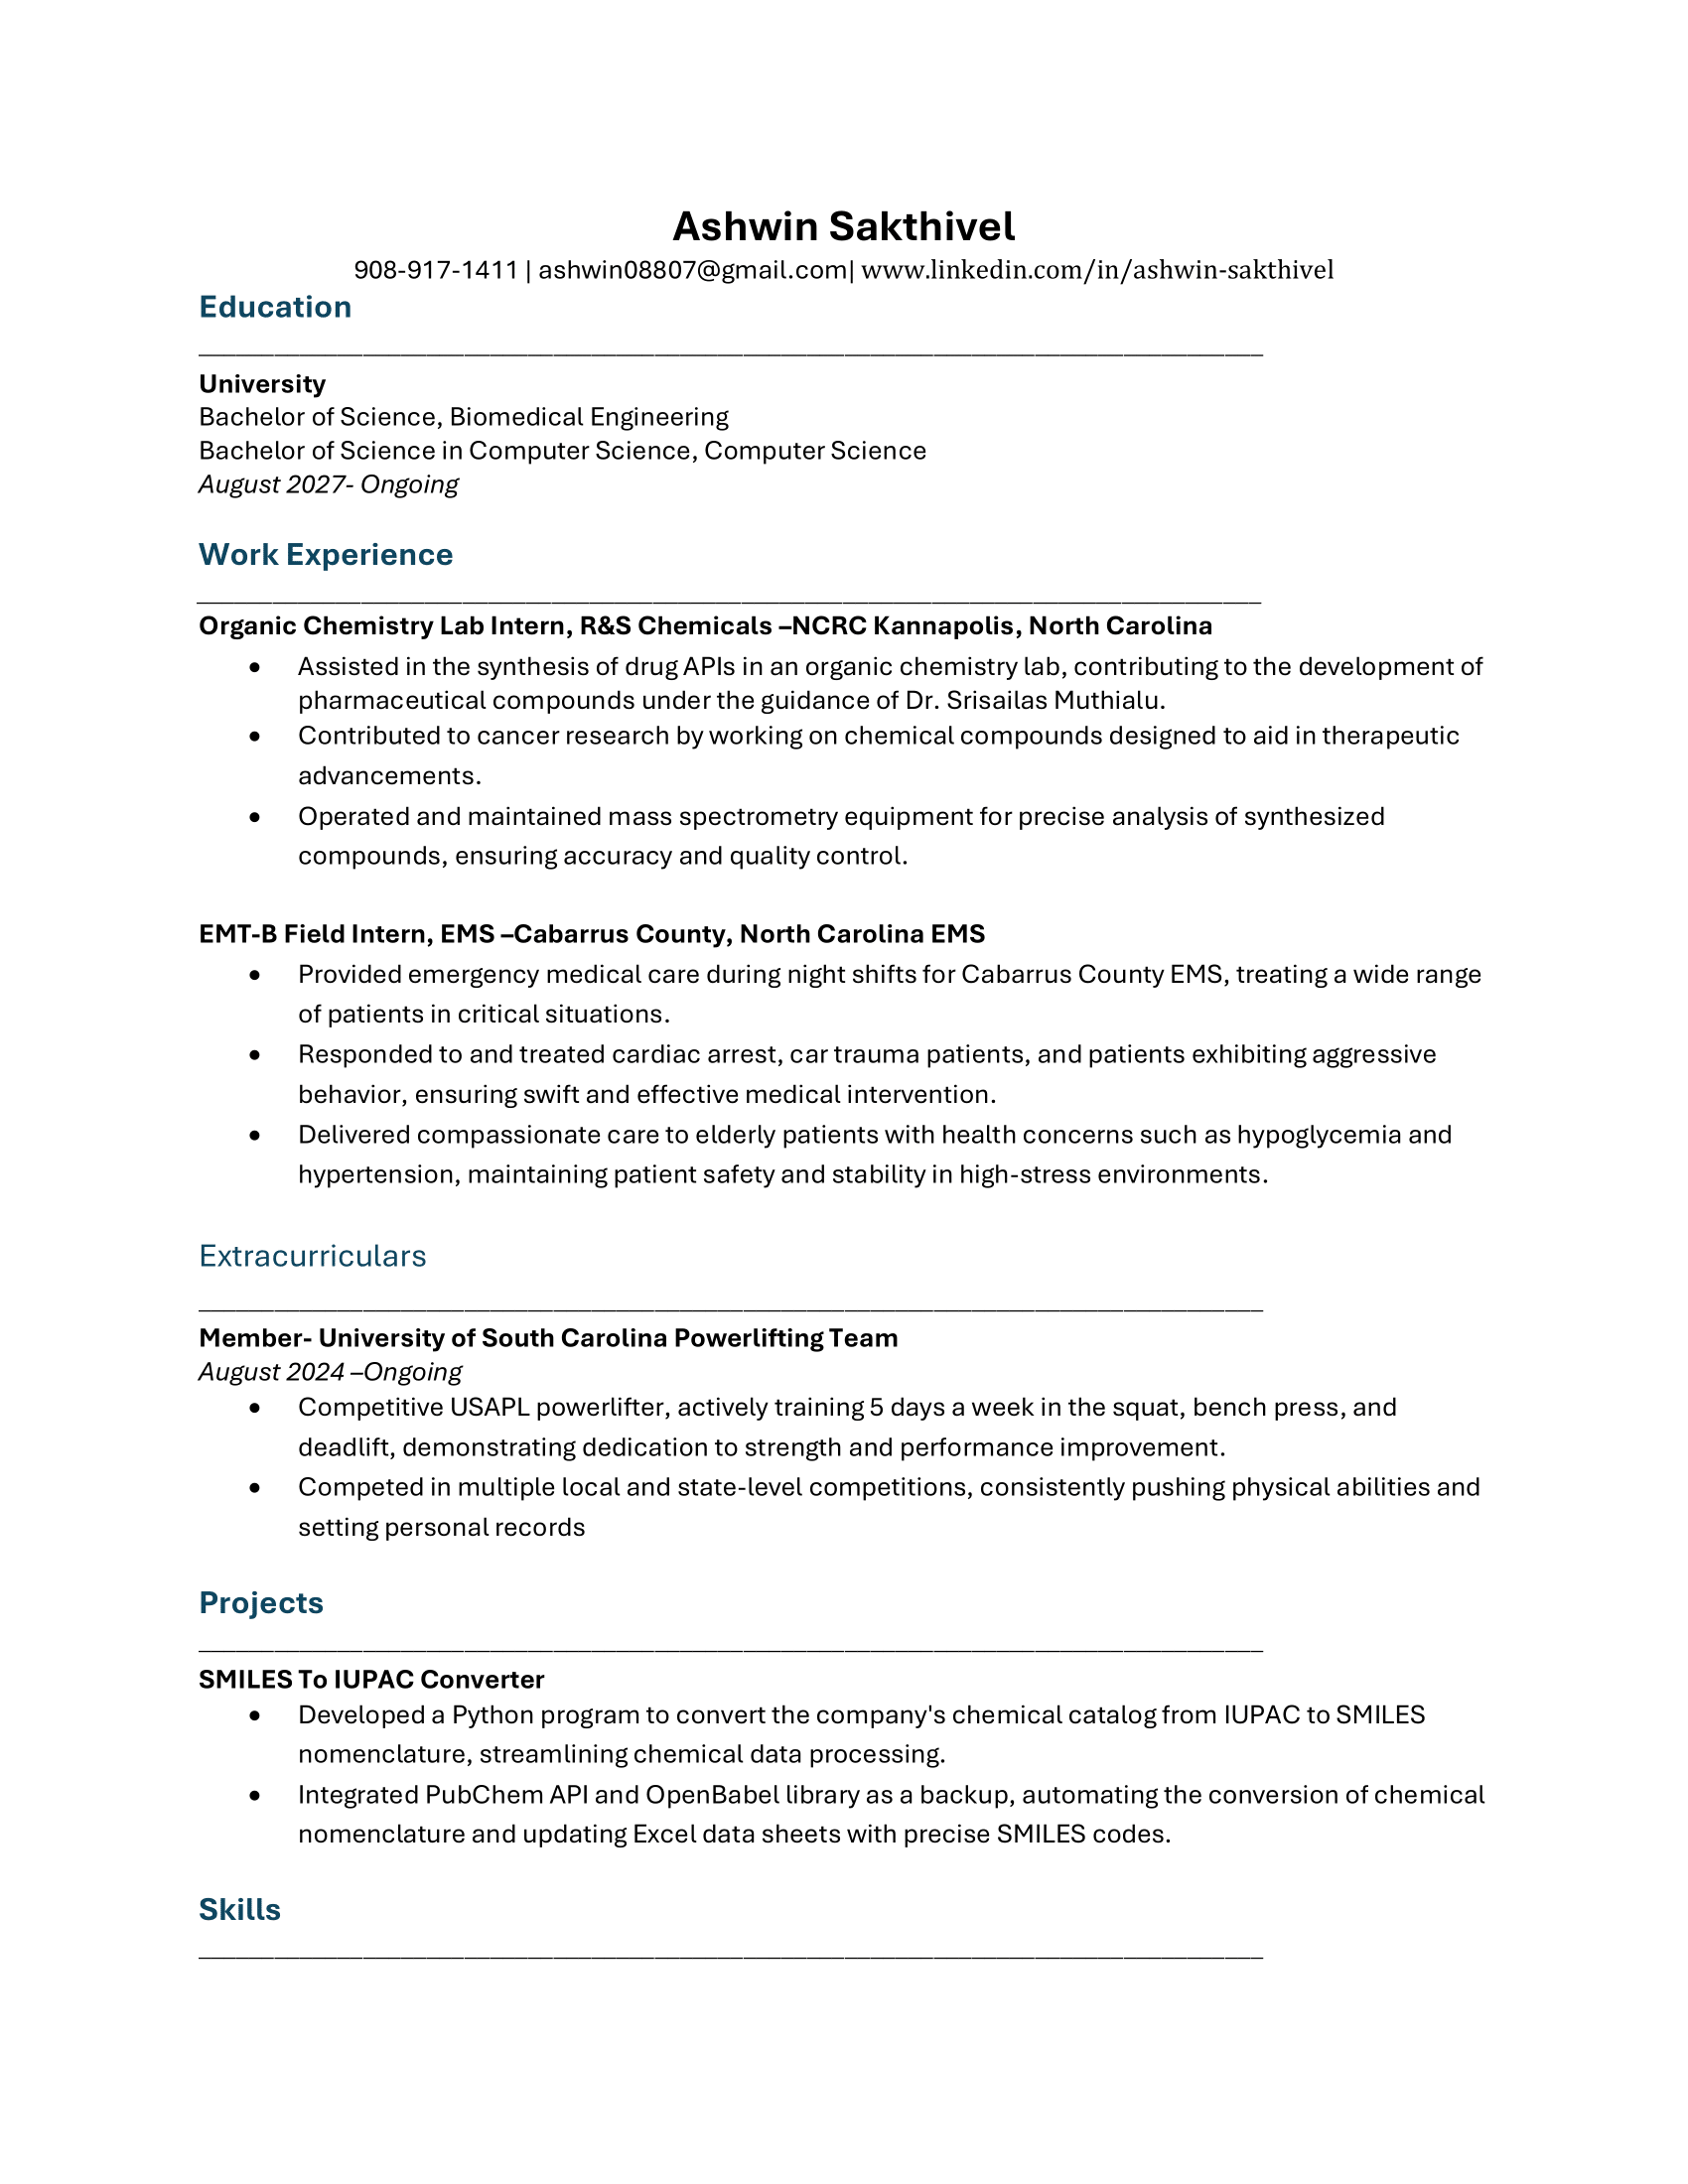 Ashwin Sakthivel
908-917-1411 | ashwin08807@gmail.com| www.linkedin.com/in/ashwin-sakthivel
Education
University
Bachelor of Science, Biomedical Engineering
Bachelor of Science in Computer Science, Computer Science
August 2027- Ongoing
Work Experience
Organic Chemistry Lab Intern, R&S Chemicals –NCRC Kannapolis, North Carolina
• Assisted in the synthesis of drug APIs in an organic chemistry lab, contributing to the development of
pharmaceutical compounds under the guidance of Dr. Srisailas Muthialu.
• Contributed to cancer research by working on chemical compounds designed to aid in therapeutic
advancements.
• Operated and maintained mass spectrometry equipment for precise analysis of synthesized
compounds, ensuring accuracy and quality control.
EMT-B Field Intern, EMS –Cabarrus County, North Carolina EMS
• Provided emergency medical care during night shifts for Cabarrus County EMS, treating a wide range
of patients in critical situations.
• Responded to and treated cardiac arrest, car trauma patients, and patients exhibiting aggressive
behavior, ensuring swift and effective medical intervention.
• Delivered compassionate care to elderly patients with health concerns such as hypoglycemia and
hypertension, maintaining patient safety and stability in high-stress environments.
Extracurriculars
Member- University of South Carolina Powerlifting Team
August 2024 –Ongoing
• Competitive USAPL powerlifter, actively training 5 days a week in the squat, bench press, and
deadlift, demonstrating dedication to strength and performance improvement.
• Competed in multiple local and state-level competitions, consistently pushing physical abilities and
setting personal records
Projects
SMILES To IUPAC Converter
• Developed a Python program to convert the company's chemical catalog from IUPAC to SMILES
nomenclature, streamlining chemical data processing.
• Integrated PubChem API and OpenBabel library as a backup, automating the conversion of chemical
nomenclature and updating Excel data sheets with precise SMILES codes.
Skills